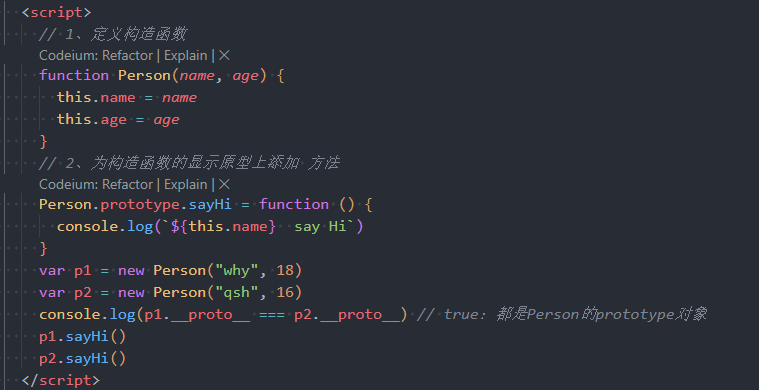 <script>
// 1、定义构造函数
Codeium: Refactor | Explain | ×
function Person(name, age) {
this.name = name
this.age = age
}
// 2、为构造函数的显示原型上添加 方法
Codeium: Refactor | Explain | ×
Person.prototype.sayHi = function () {
console.log(`${this.name}  say Hi`)
}
var p1 = new Person("why", 18)
var p2 = new Person("qsh", 16)
console.log(p1.__proto__ === p2.__proto__) // true: 都是Person的prototype对象
p1.sayHi()
p2.sayHi()
</script>